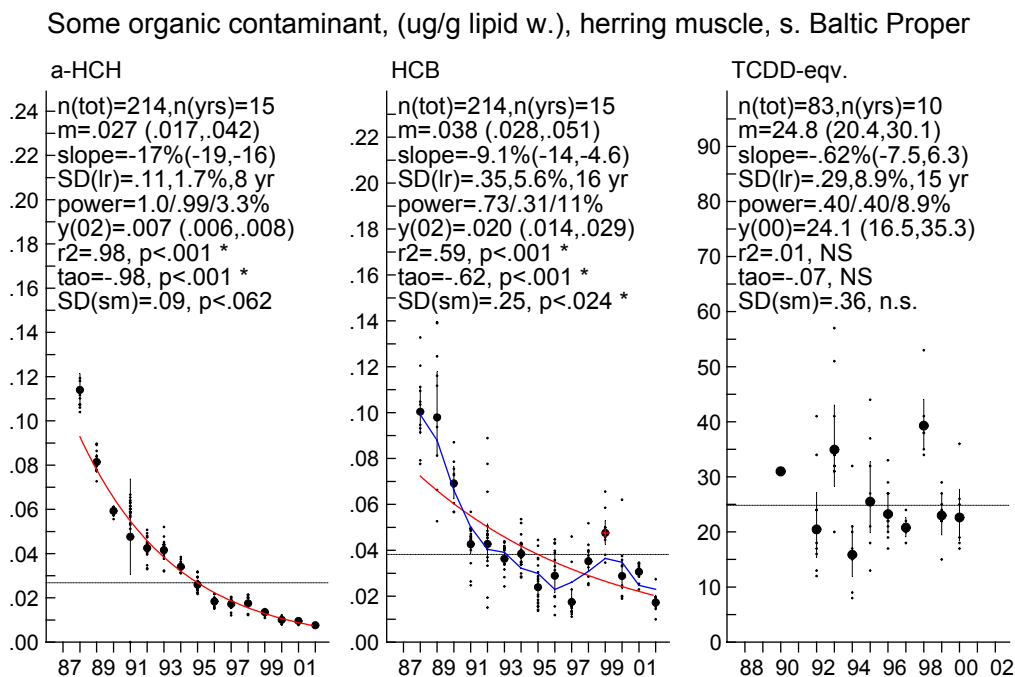 Some organic contaminant, (ug/g lipid w.), herring muscle, s. Baltic Proper
a-HCH
n(tot)=214,n(yrs)=15
m=.027 (.017,.042)
slope=-17%(-19,-16)
SD(lr)=.11,1.7%,8 yr
power=1.0/.99/3.3%
y(02)=.007 (.006,.008)
r2=.98, p<.001 *
tao=-.98, p<.001 *
SD(sm)=.09, p<.062
.24
.22
.20
.18
.16
.14
.12
.10
.08
.06
.04
.02
.00
87 89 91 93 95 97 99 01
HCB
n(tot)=214,n(yrs)=15
m=.038 (.028,.051)
slope=-9.1%(-14,-4.6)
SD(lr)=.35,5.6%,16 yr
power=.73/.31/11%
y(02)=.020 (.014,.029)
r2=.59, p<.001 *
tao=-.62, p<.001 *
SD(sm)=.25, p<.024 *
.22
.20
.18
.16
.14
.12
.10
.08
.06
.04
.02
.00
87 89 91 93 95 97 99 01
TCDD-eqv.
n(tot)=83,n(yrs)=10
m=24.8 (20.4,30.1)
slope=-.62%(-7.5,6.3)
SD(lr)=.29,8.9%,15 yr
power=.40/.40/8.9%
y(00)=24.1 (16.5,35.3)
r2=.01, NS
tao=-.07, NS
SD(sm)=.36, n.s.
90
80
70
60
50
40
30
20
10
0
88 90 92 94 96 98 00 02